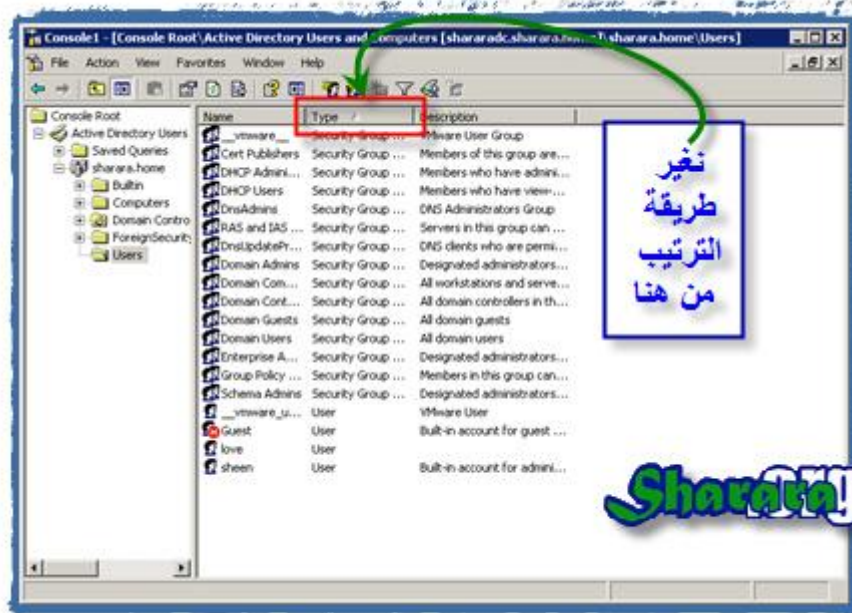 Console1 - [Console Root\Active Directory Users and Computers [shararadc.sharara.home]\sharara.home\Users]
File Action View Favorites Window Help
Console Root
Active Directory Users
Saved Queries
sharara.home
Builtin
Computers
Domain Contro
ForeignSecurit
Users
Name Type Description
__vmware__ Security Group ... VMware User Group
Cert Publishers Security Group ... Members of this group are...
DHCP Admini... Security Group ... Members who have admini...
DHCP Users Security Group ... Members who have view-...
DnsAdmins Security Group ... DNS Administrators Group
RAS and IAS ... Security Group ... Servers in this group can ...
DnsUpdatePr... Security Group ... DNS clients who are permi...
Domain Admins Security Group ... Designated administrators...
Domain Com... Security Group ... All workstations and serve...
Domain Cont... Security Group ... All domain controllers in th...
Domain Guests Security Group ... All domain guests
Domain Users Security Group ... All domain users
Enterprise A... Security Group ... Designated administrators...
Group Policy ... Security Group ... Members in this group can...
Schema Admins Security Group ... Designated administrators...
__vmware_u... User VMware User
Guest User Built-in account for guest ...
love User
sheen User Built-in account for admini...
نغير
طريقة
الترتيب
من هنا
Sharara.org